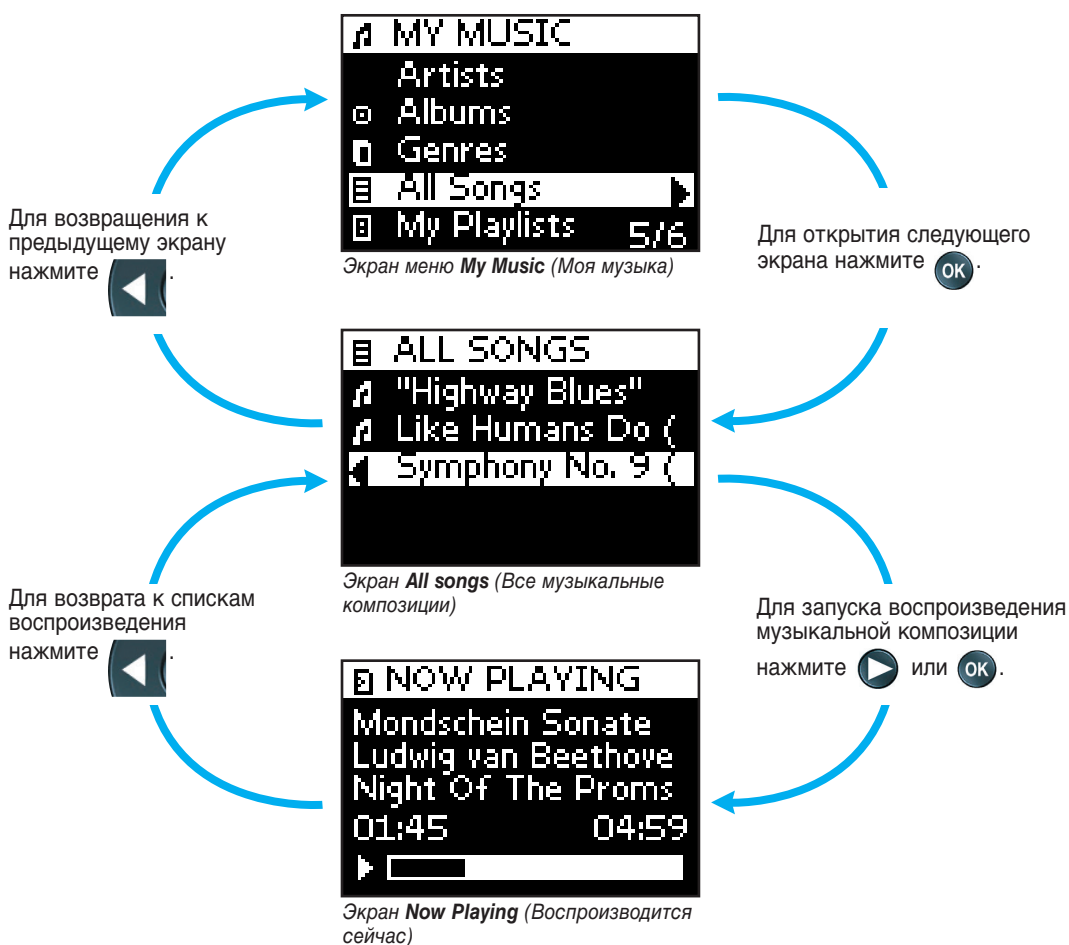 MY MUSIC
Artists
Albums
Genres
All Songs
My Playlists 5/6
Экран меню My Music (Моя музыка)
Для возвращения к
предыдущему экрану
нажмите .
Для открытия следующего
экрана нажмите OK.
ALL SONGS
"Highway Blues"
Like Humans Do (
Symphony No. 9 (
Экран All songs (Все музыкальные
композиции)
Для возврата к спискам
воспроизведения
нажмите .
Для запуска воспроизведения
музыкальной композиции
нажмите или OK.
NOW PLAYING
Mondschein Sonate
Ludwig van Beethove
Night Of The Proms
01:45 04:59
Экран Now Playing (Воспроизводится
сейчас)